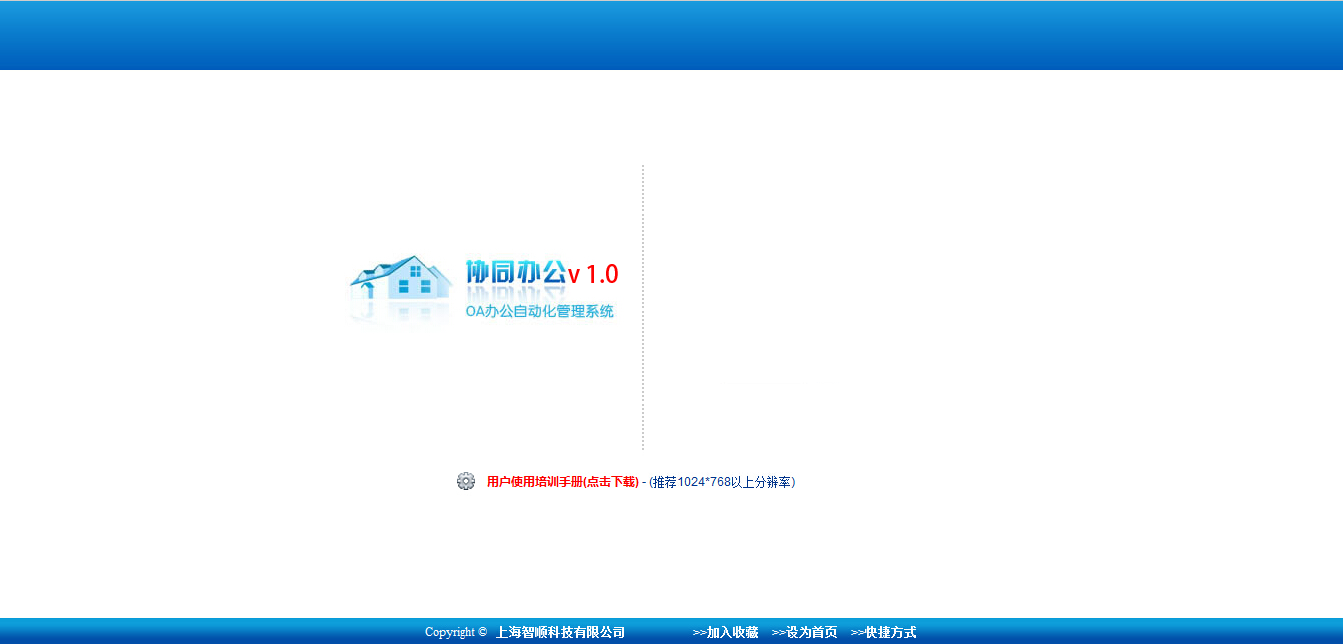 协同办公v 1.0
OA办公自动化管理系统
用户使用培训手册(点击下载) - (推荐1024*768以上分辨率)
Copyright © 上海智顺科技有限公司 >>加入收藏 >>设为首页 >>快捷方式